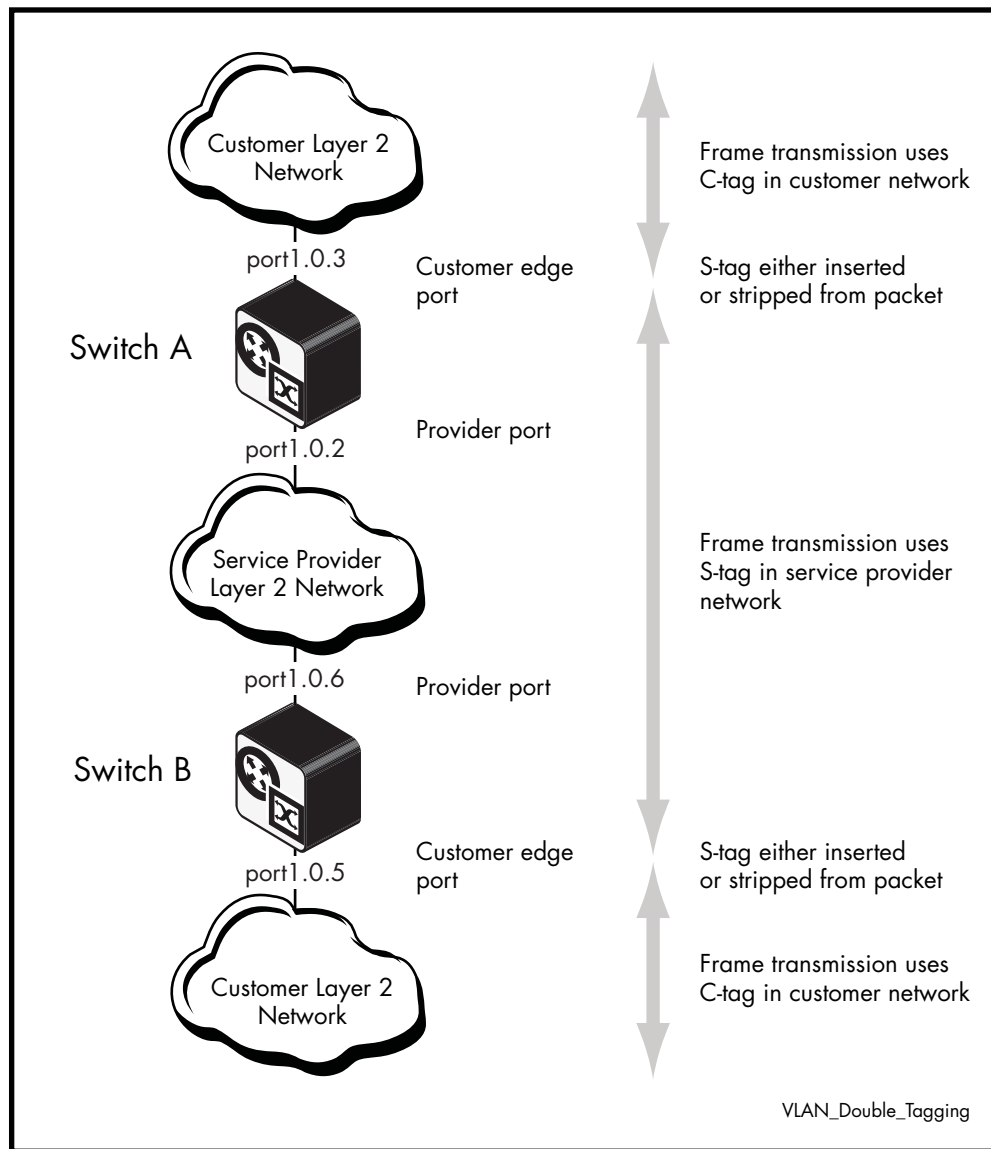 Customer Layer 2
Network
Frame transmission uses
C-tag in customer network
port1.0.3
Customer edge
port
S-tag either inserted
or stripped from packet
Switch A
Provider port
port1.0.2
Service Provider
Layer 2 Network
Frame transmission uses
S-tag in service provider
network
port1.0.6
Provider port
Switch B
Customer edge
port
S-tag either inserted
or stripped from packet
port1.0.5
Customer Layer 2
Network
Frame transmission uses
C-tag in customer network
VLAN_Double_Tagging